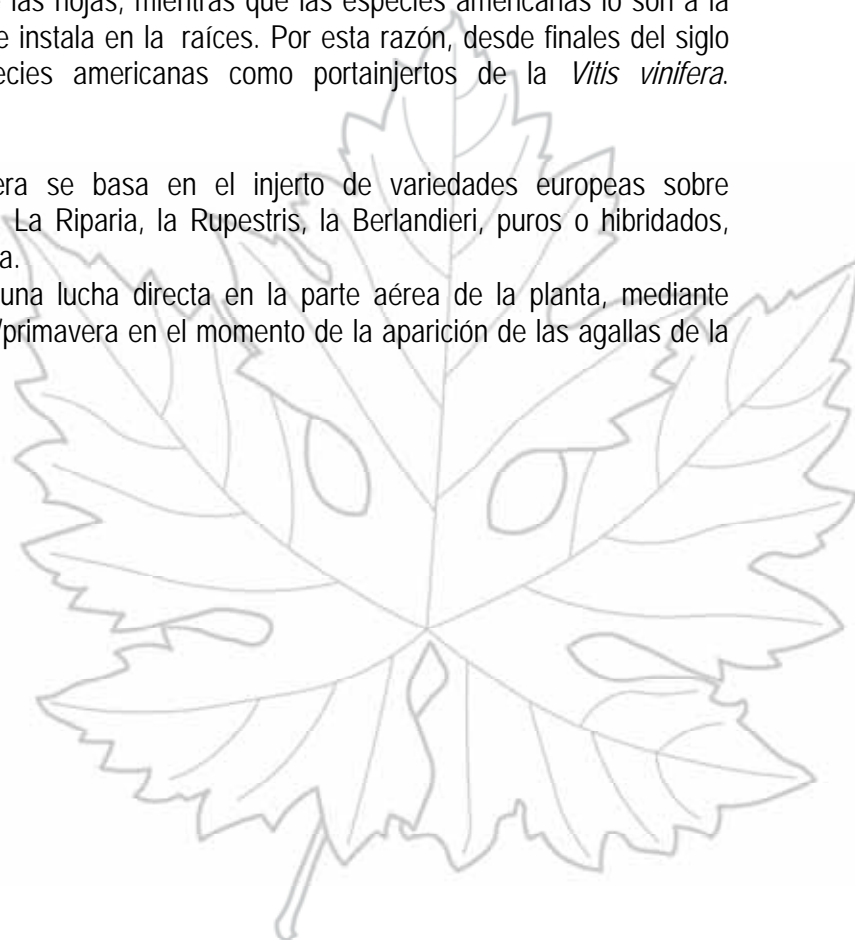 las hojas, mientras que las especies americanas lo son a la
e instala en la raíces. Por esta razón, desde finales del siglo
ecies americanas como portainjertos de la Vitis vinifera.
era se basa en el injerto de variedades europeas sobre
La Riparia, la Rupestris, la Berlandieri, puros o hibridados,
a.
una lucha directa en la parte aérea de la planta, mediante
/primavera en el momento de la aparición de las agallas de la